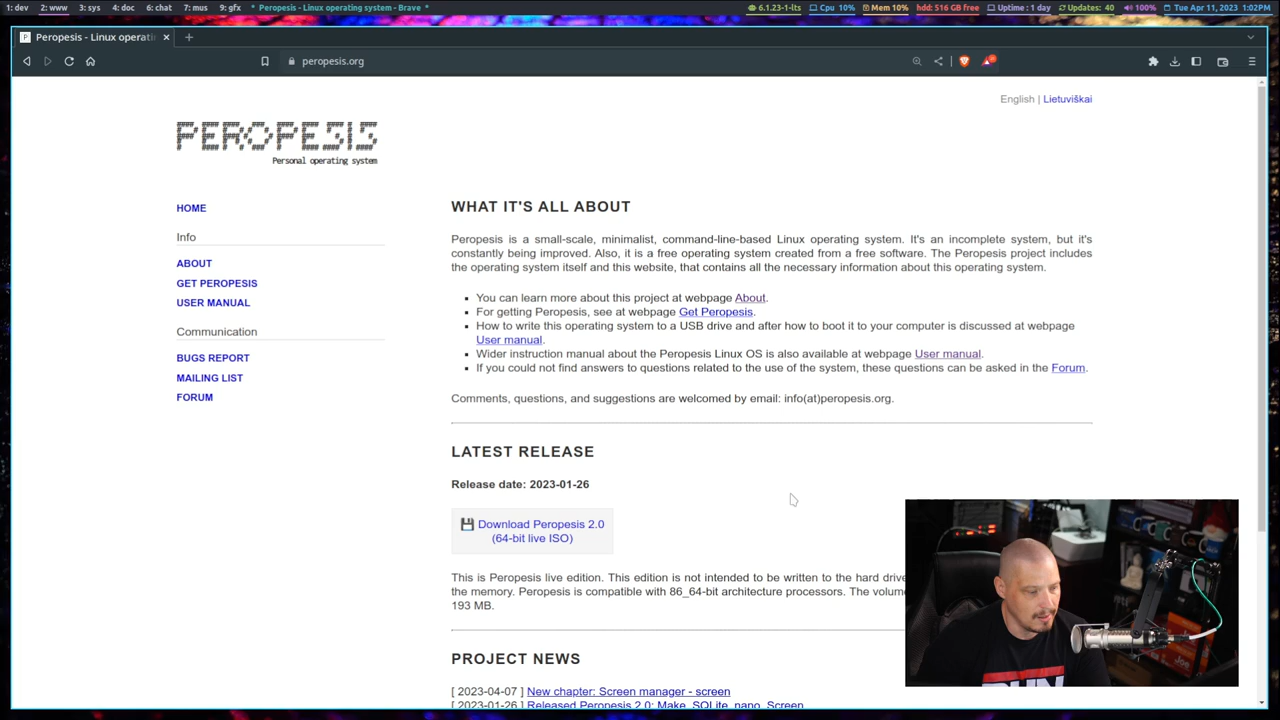 1: dev 2: www 3: sys 4: doc 6: chat 7: mus 9: gfx * Peropesis - Linux operating system - Brave * 6.1.23-1-lts Cpu 10% Mem 10% hdd: 516 GB free Uptime : 1 day Updates: 40 100% Tue Apr 11, 2023 1:02PM
P Peropesis - Linux operati
peropesis.org
English | Lietuviškai
PEROPESIS
Personal operating system
HOME
Info
ABOUT
GET PEROPESIS
USER MANUAL
Communication
BUGS REPORT
MAILING LIST
FORUM
WHAT IT'S ALL ABOUT
Peropesis is a small-scale, minimalist, command-line-based Linux operating system. It's an incomplete system, but it's
constantly being improved. Also, it is a free operating system created from a free software. The Peropesis project includes
the operating system itself and this website, that contains all the necessary information about this operating system.
You can learn more about this project at webpage About.
For getting Peropesis, see at webpage Get Peropesis.
How to write this operating system to a USB drive and after how to boot it to your computer is discussed at webpage
User manual.
Wider instruction manual about the Peropesis Linux OS is also available at webpage User manual.
If you could not find answers to questions related to the use of the system, these questions can be asked in the Forum.
Comments, questions, and suggestions are welcomed by email: info(at)peropesis.org.
LATEST RELEASE
Release date: 2023-01-26
Download Peropesis 2.0
(64-bit live ISO)
This is Peropesis live edition. This edition is not intended to be written to the hard drive
the memory. Peropesis is compatible with 86_64-bit architecture processors. The volume
193 MB.
PROJECT NEWS
[ 2023-04-07 ] New chapter: Screen manager - screen
[ 2023-01-26 ] Released Peropesis 2.0: Make, SQLite, nano, Screen